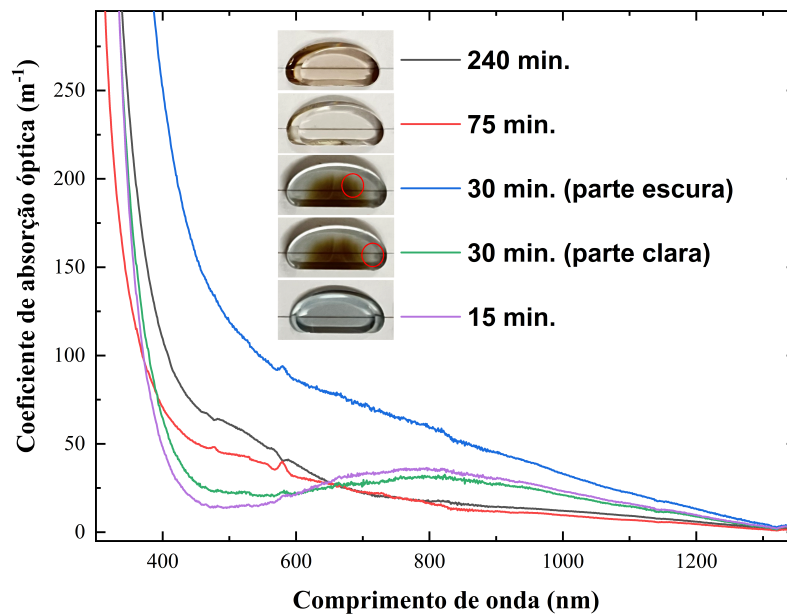 Coeficiente de absorção óptica (m-1)
250
200
150
100
50
0
240 min.
75 min.
30 min. (parte escura)
30 min. (parte clara)
15 min.
400 600 800 1000 1200
Comprimento de onda (nm)